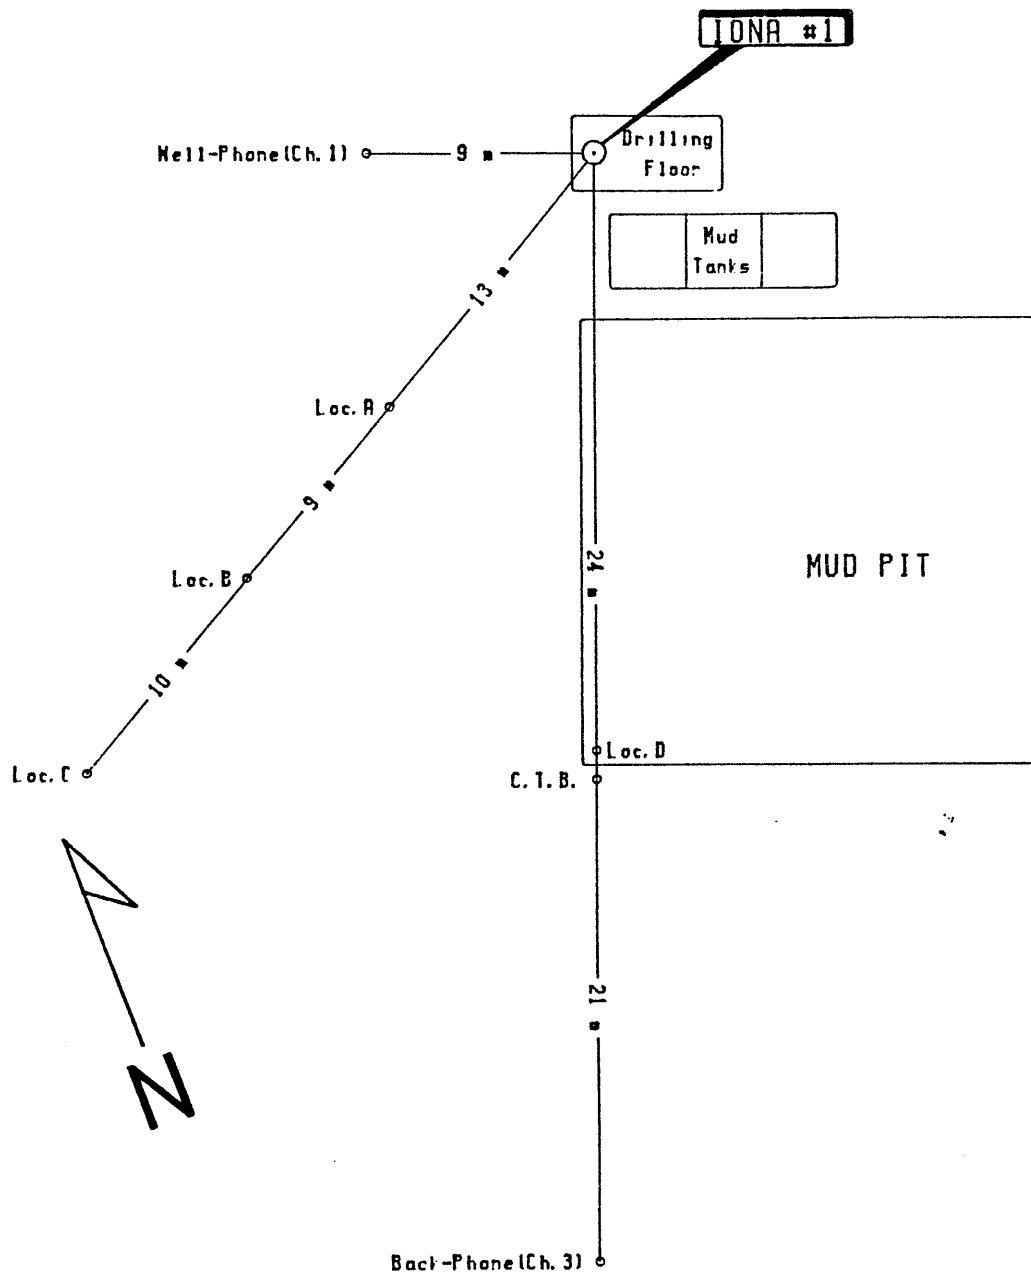 IONA #1
Well-Phone(Ch. 1)
9 m
Drilling
Floor
Mud
Tanks
13 m
Loc. A
9 m
24 m
MUD PIT
Loc. B
10 m
Loc. D
Loc. C
C.T.B.
21 m
N
Back-Phone(Ch. 3)